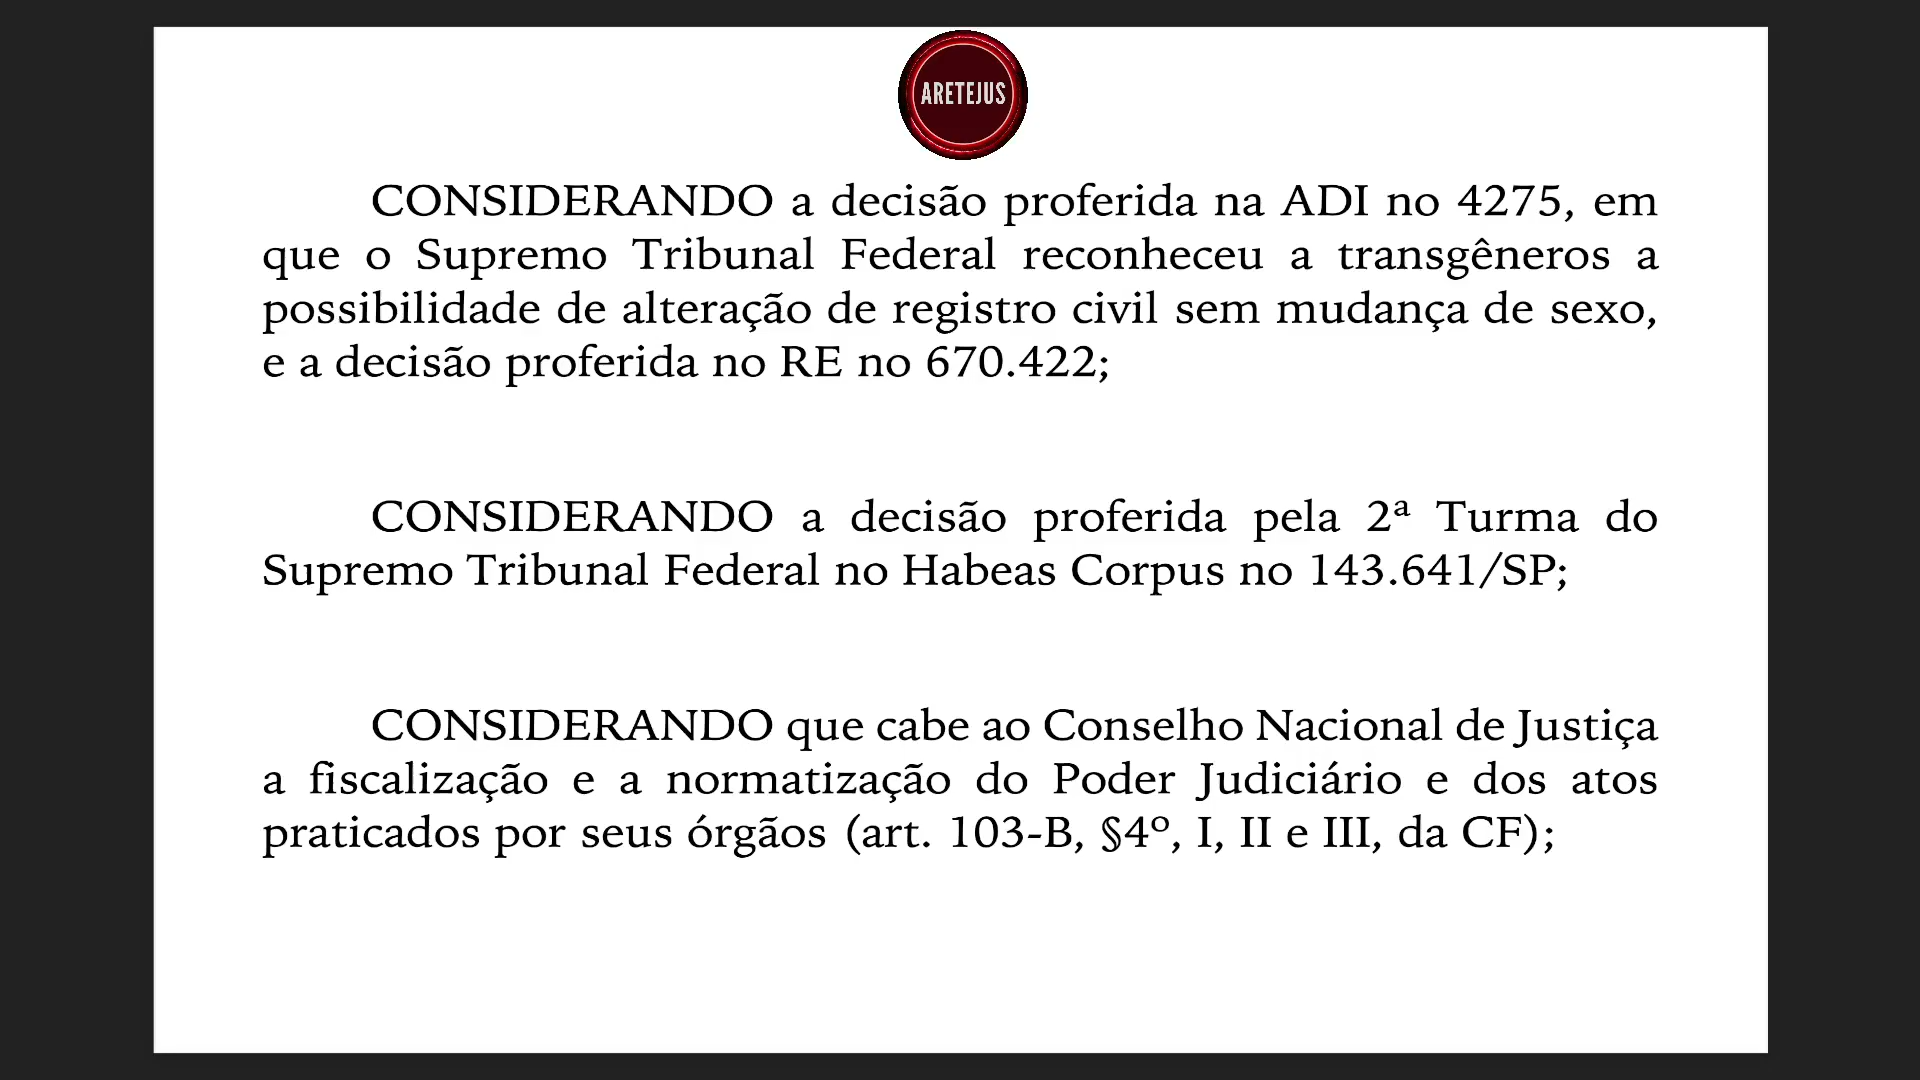 ARETEJUS
CONSIDERANDO a decisão proferida na ADI no 4275, em
que o Supremo Tribunal Federal reconheceu a transgêneros a
possibilidade de alteração de registro civil sem mudança de sexo,
e a decisão proferida no RE no 670.422;
CONSIDERANDO a decisão proferida pela 2ª Turma do
Supremo Tribunal Federal no Habeas Corpus no 143.641/SP;
CONSIDERANDO que cabe ao Conselho Nacional de Justiça
a fiscalização e a normatização do Poder Judiciário e dos atos
praticados por seus órgãos (art. 103-B, §4º, I, II e III, da CF);